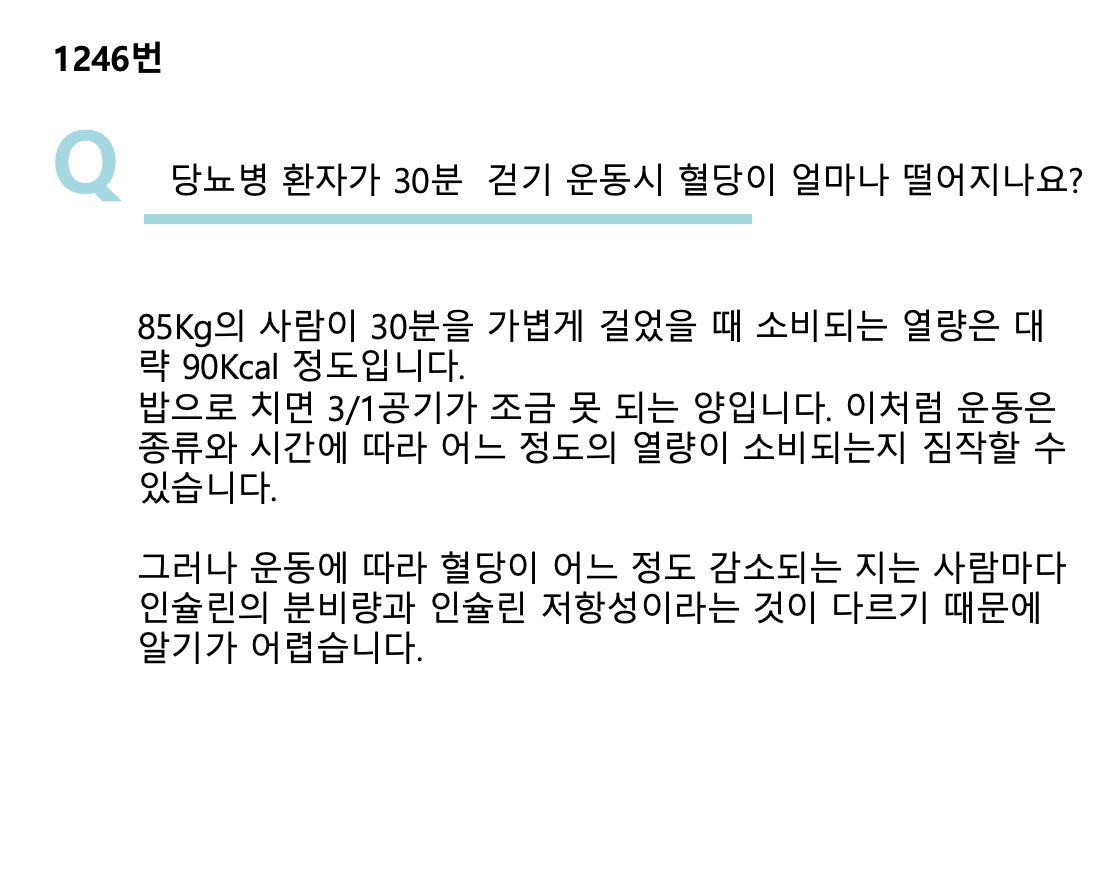 1246번
Q 당뇨병 환자가 30분 걷기 운동시 혈당이 얼마나 떨어지나요?
85Kg의 사람이 30분을 가볍게 걸었을 때 소비되는 열량은 대
략 90Kcal 정도입니다.
밥으로 치면 3/1공기가 조금 못 되는 양입니다. 이처럼 운동은
종류와 시간에 따라 어느 정도의 열량이 소비되는지 짐작할 수
있습니다.
그러나 운동에 따라 혈당이 어느 정도 감소되는 지는 사람마다
인슐린의 분비량과 인슐린 저항성이라는 것이 다르기 때문에
알기가 어렵습니다.